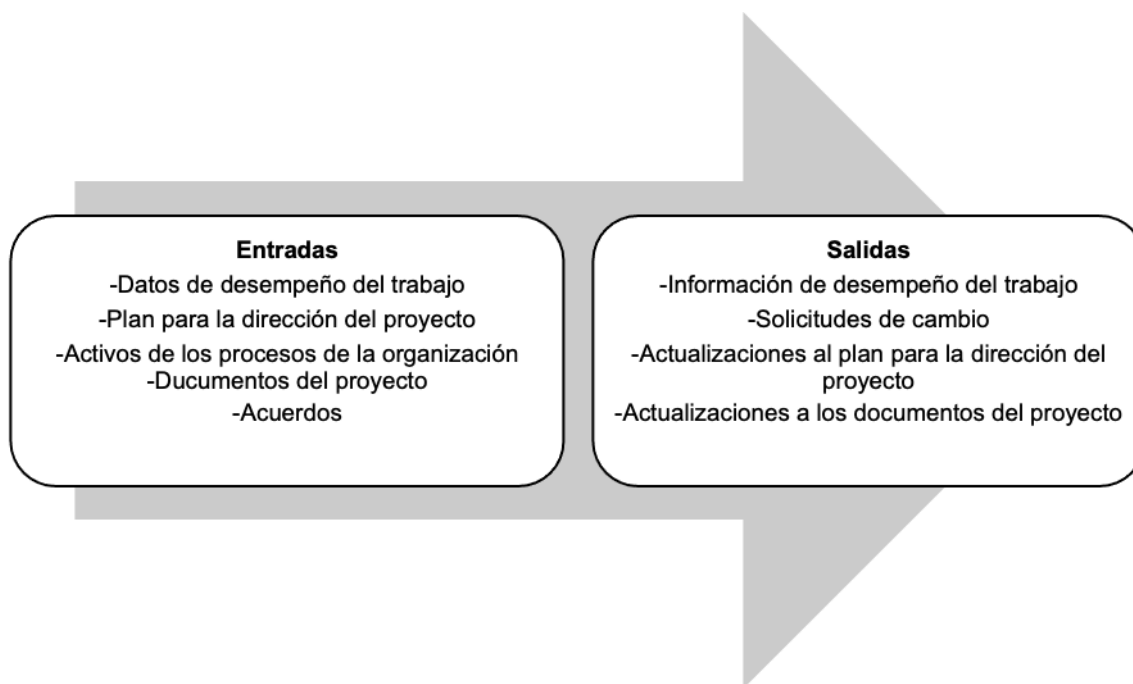 Entradas
-Datos de desempeño del trabajo
-Plan para la dirección del proyecto
-Activos de los procesos de la organización
-Ducumentos del proyecto
-Acuerdos
Salidas
-Información de desempeño del trabajo
-Solicitudes de cambio
-Actualizaciones al plan para la dirección del
proyecto
-Actualizaciones a los documentos del proyecto